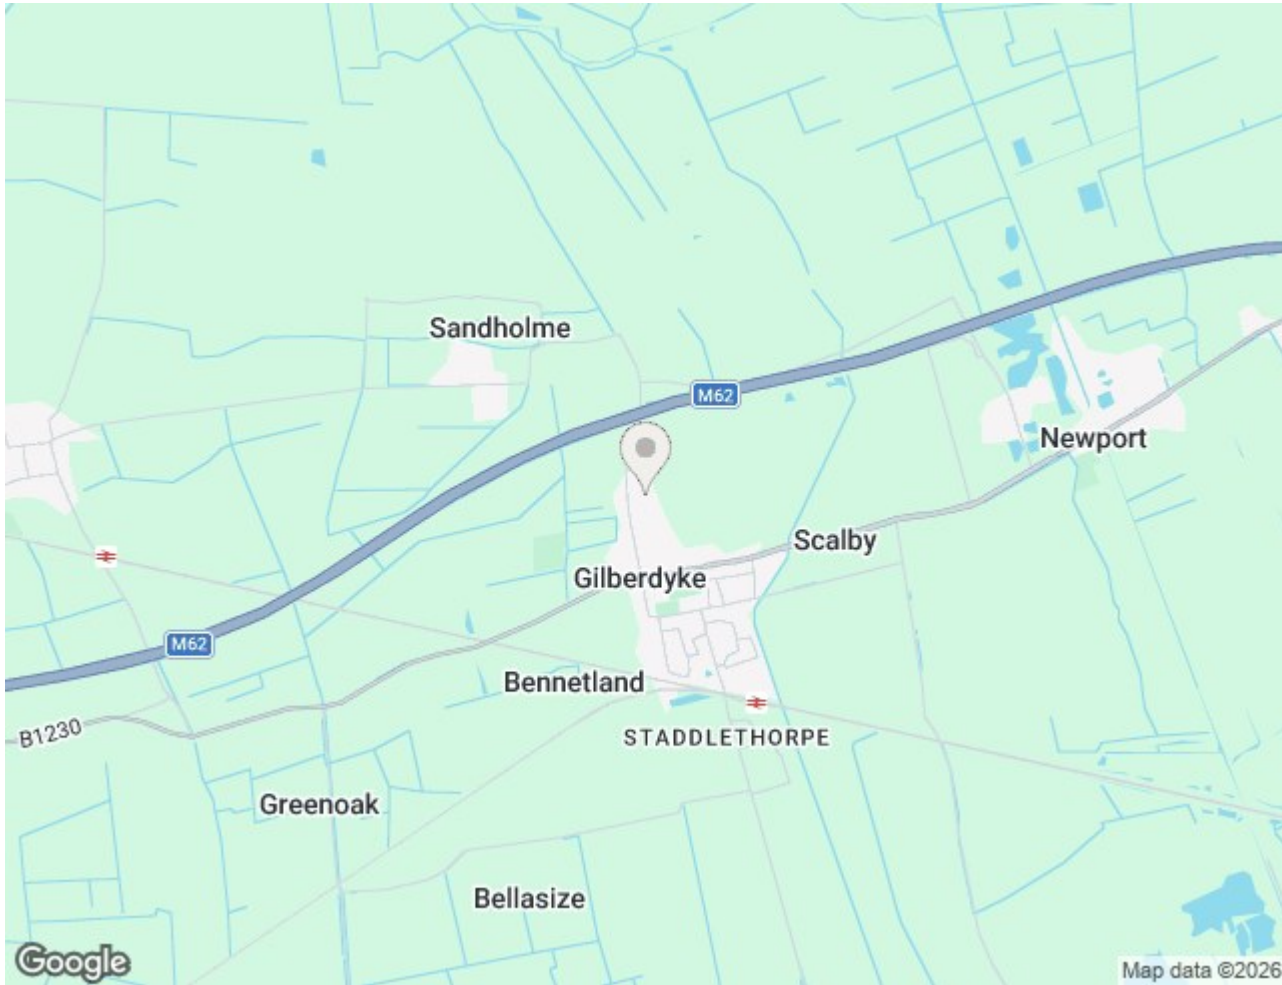 Sandholme
M62
Newport
Scalby
Gilberdyke
M62
Bennetland
B1230
STADDLETHORPE
Greenoak
Bellasize
Google
Map data ©2026